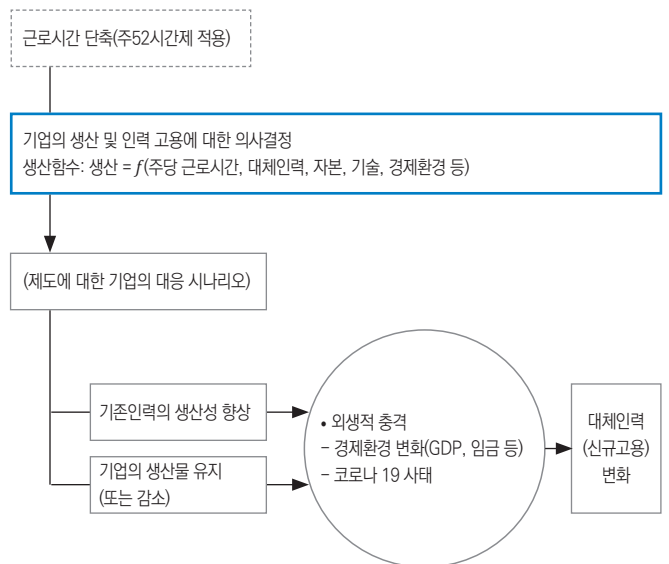 근로시간 단축(주52시간제 적용)
기업의 생산 및 인력 고용에 대한 의사결정
생산함수: 생산 = f(주당 근로시간, 대체인력, 자본, 기술, 경제환경 등)
(제도에 대한 기업의 대응 시나리오)
기존인력의 생산성 향상
기업의 생산물 유지
(또는 감소)
• 외생적 충격
- 경제환경 변화(GDP, 임금 등)
- 코로나 19 사태
대체인력
(신규고용)
변화